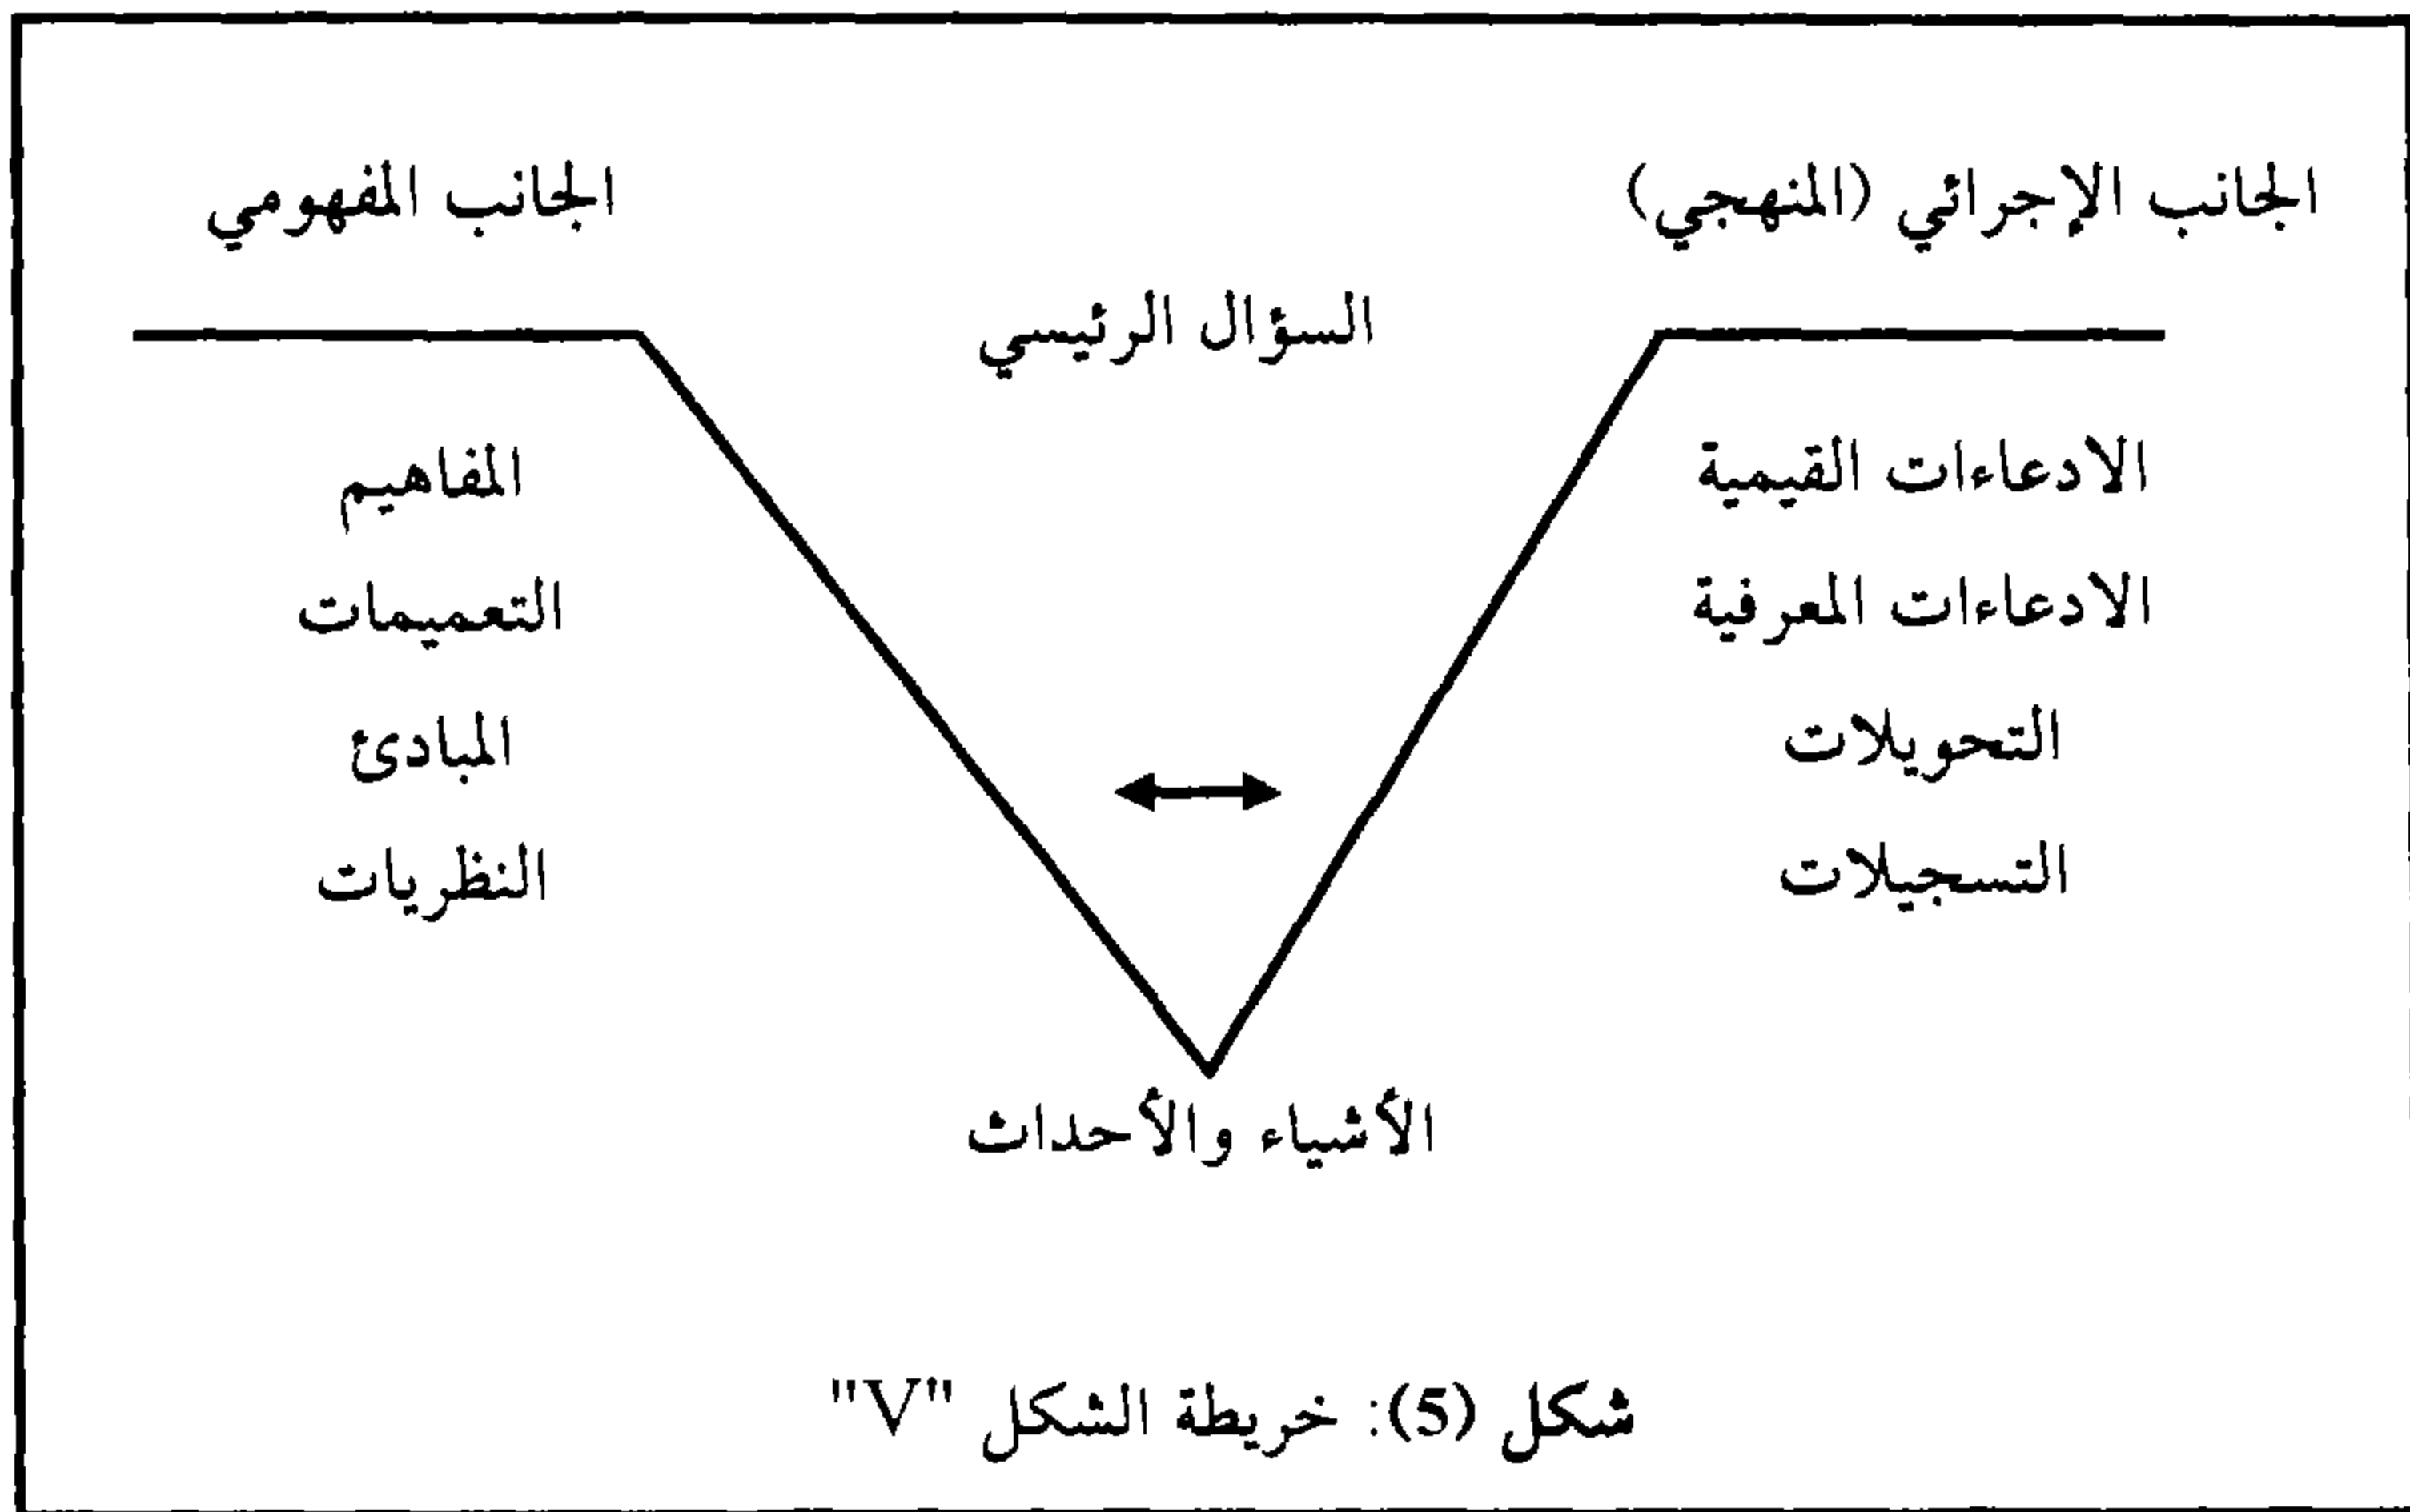 الجانب الإجرائي (المنهجي)
الجانب المفهومي
السؤال الرئيسي
الادعاءات القيمية
المفاهيم
الادعاءات المعرفية
التعميمات
التحويلات
المبادئ
التسجيلات
النظريات
الأشياء والأحداث
شكل (5): خريطة الشكل "V"